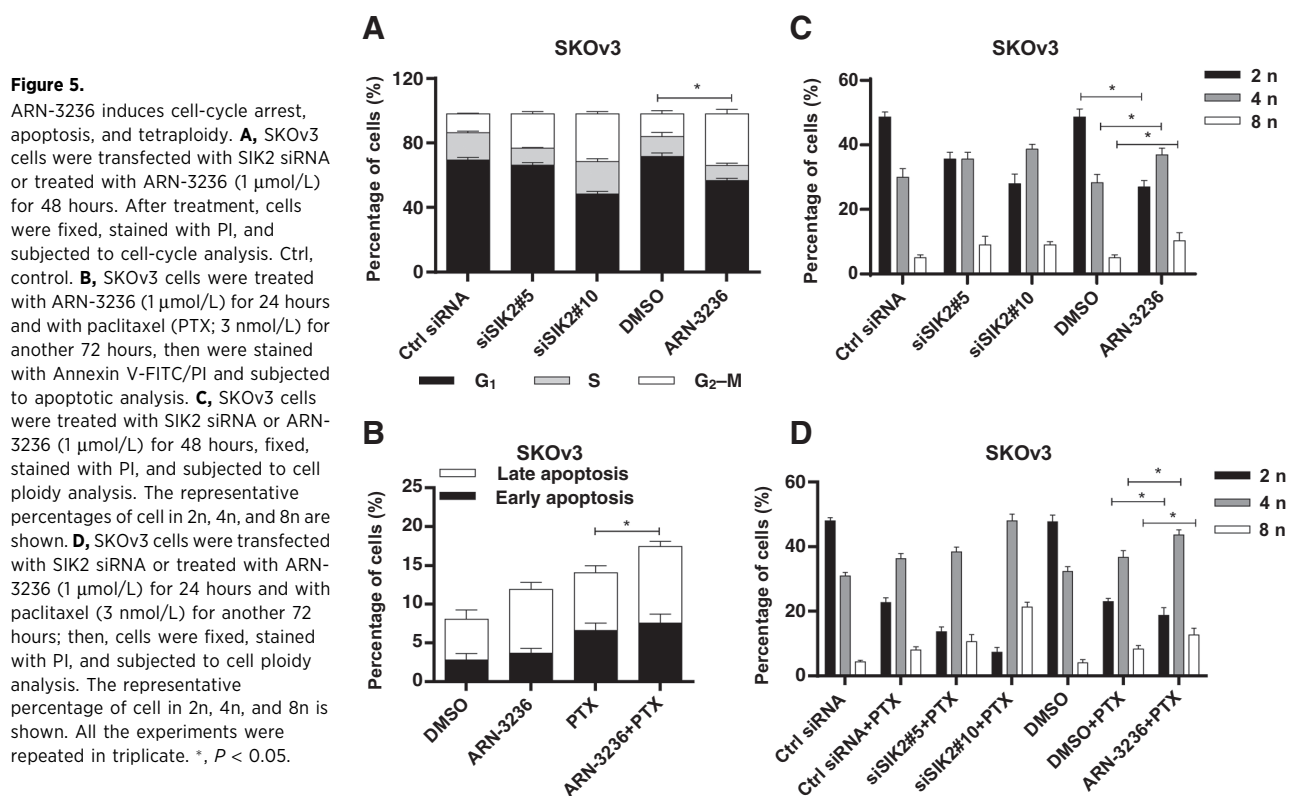 Figure 5.
ARN-3236 induces cell-cycle arrest,
apoptosis, and tetraploidy. A, SKOv3
cells were transfected with SIK2 siRNA
or treated with ARN-3236 (1 μmol/L)
for 48 hours. After treatment, cells
were fixed, stained with PI, and
subjected to cell-cycle analysis. Ctrl,
control. B, SKOv3 cells were treated
with ARN-3236 (1 μmol/L) for 24 hours
and with paclitaxel (PTX; 3 nmol/L) for
another 72 hours, then were stained
with Annexin V-FITC/PI and subjected
to apoptotic analysis. C, SKOv3 cells
were treated with SIK2 siRNA or ARN-
3236 (1 μmol/L) for 48 hours, fixed,
stained with PI, and subjected to cell
ploidy analysis. The representative
percentages of cell in 2n, 4n, and 8n are
shown. D, SKOv3 cells were transfected
with SIK2 siRNA or treated with ARN-
3236 (1 μmol/L) for 24 hours and with
paclitaxel (3 nmol/L) for another 72
hours; then, cells were fixed, stained
with PI, and subjected to cell ploidy
analysis. The representative
percentage of cell in 2n, 4n, and 8n is
shown. All the experiments were
repeated in triplicate. *, P < 0.05.
A
SKOv3
Percentage of cells (%)
120
80
40
0
*
Ctrl siRNA
siSIK2#5
siSIK2#10
DMSO
ARN-3236
G1
S
G2–M
C
SKOv3
Percentage of cells (%)
60
40
20
0
*
*
*
2 n
4 n
8 n
Ctrl siRNA
siSIK2#5
siSIK2#10
DMSO
ARN-3236
B
SKOv3
Late apoptosis
Early apoptosis
Percentage of cells (%)
25
20
15
10
5
0
*
DMSO
ARN-3236
PTX
ARN-3236+PTX
D
SKOv3
Percentage of cells (%)
60
40
20
0
*
*
*
2 n
4 n
8 n
Ctrl siRNA
Ctrl siRNA+PTX
siSIK2#5+PTX
siSIK2#10+PTX
DMSO
DMSO+PTX
ARN-3236+PTX